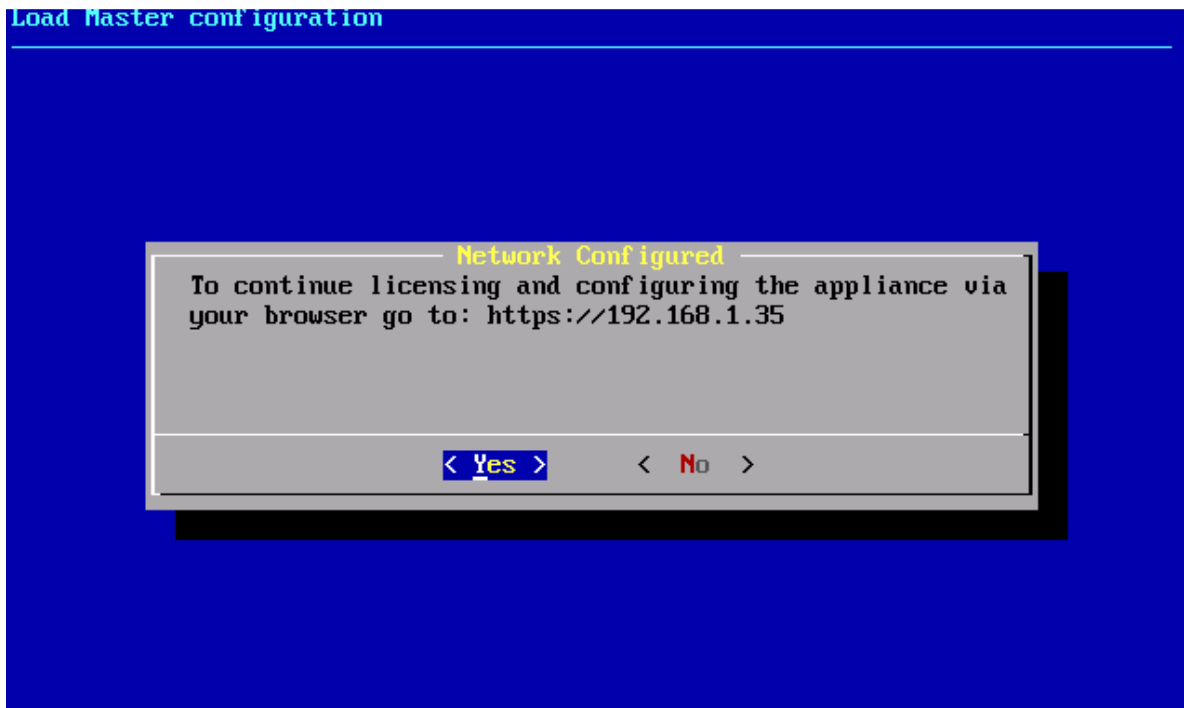 Load Master configuration
Network Configured
To continue licensing and configuring the appliance via
your browser go to: https://192.168.1.35
< Yes > < No >